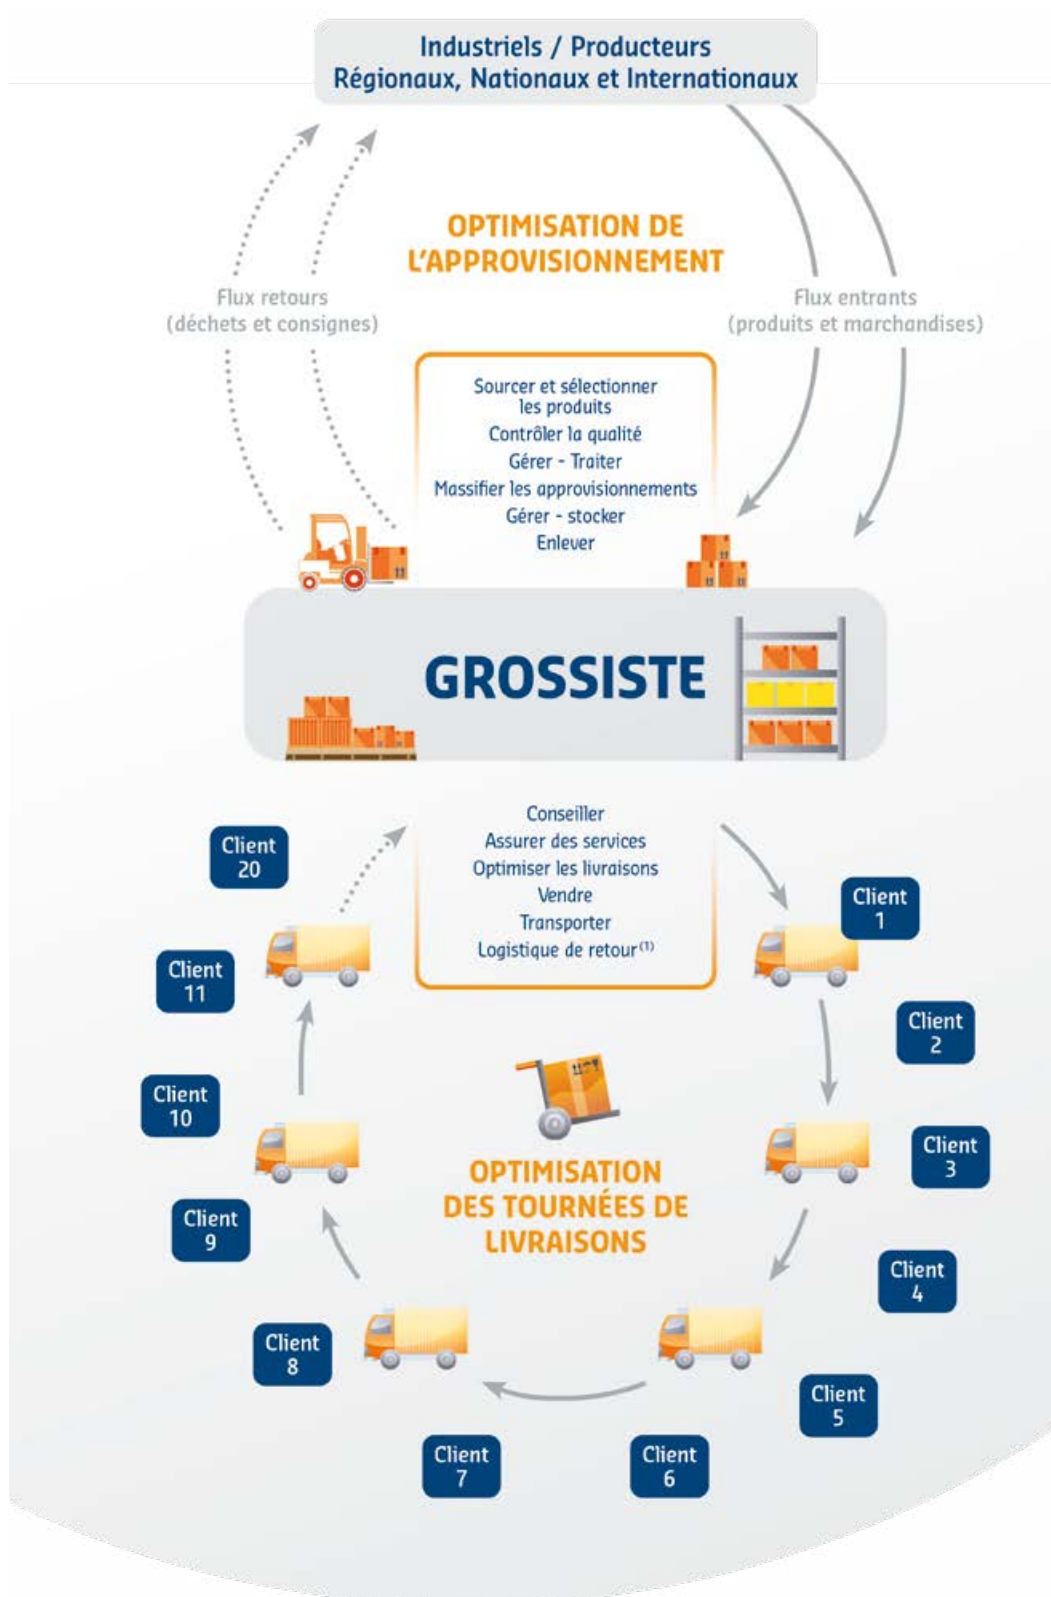 Industriels / Producteurs
Régionaux, Nationaux et Internationaux
OPTIMISATION DE
L'APPROVISIONNEMENT
Flux retours
(déchets et consignes)
Flux entrants
(produits et marchandises)
Sourcer et sélectionner
les produits
Contrôler la qualité
Gérer - Traiter
Massifier les approvisionnements
Gérer - stocker
Enlever
GROSSISTE
Conseiller
Assurer des services
Optimiser les livraisons
Vendre
Transporter
Logistique de retour(1)
Client
20
Client
1
Client
11
Client
2
Client
10
Client
3
OPTIMISATION
DES TOURNÉES DE
LIVRAISONS
Client
9
Client
4
Client
8
Client
5
Client
7
Client
6